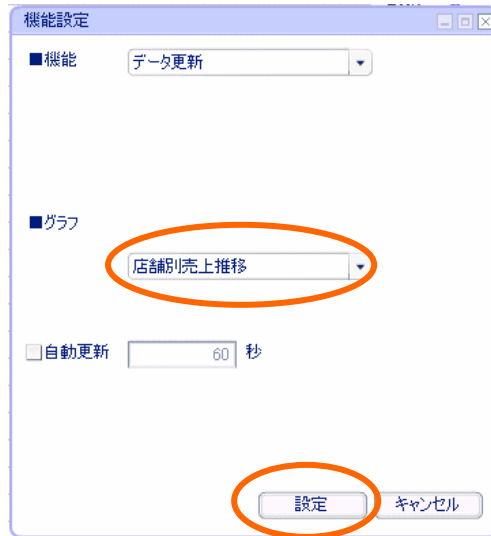 機能設定
■機能 データ更新
■グラフ
店舗別売上推移
自動更新 60 秒
設定 キャンセル